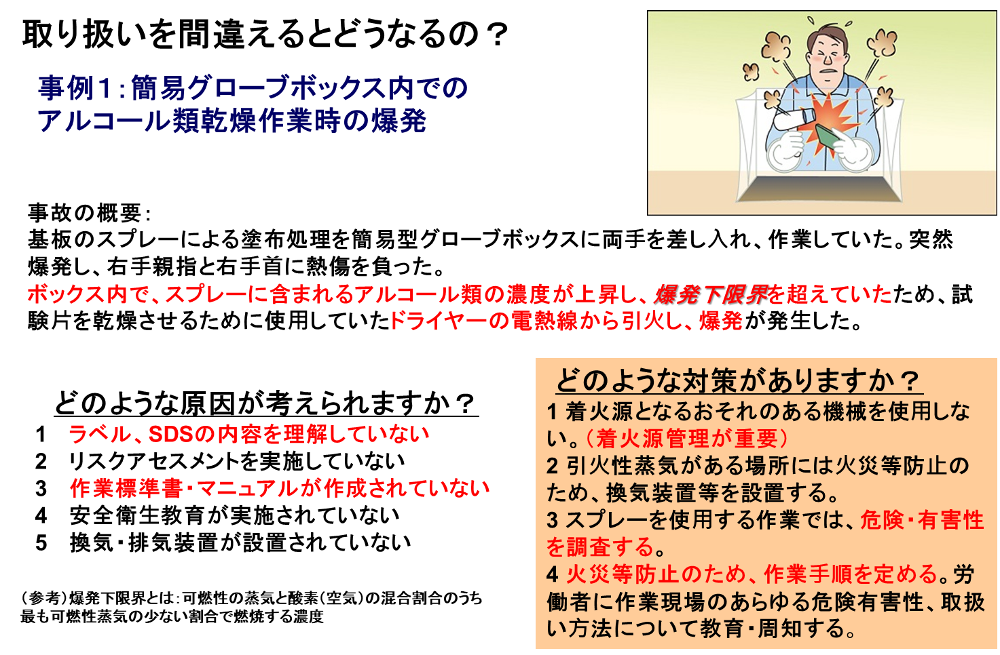 取り扱いを間違えるとどうなるの？
事例１：簡易グローブボックス内での
アルコール類乾燥作業時の爆発
事故の概要：
基板のスプレーによる塗布処理を簡易型グローブボックスに両手を差し入れ、作業していた。突然
爆発し、右手親指と右手首に熱傷を負った。
ボックス内で、スプレーに含まれるアルコール類の濃度が上昇し、爆発下限界を超えていたため、試
験片を乾燥させるために使用していたドライヤーの電熱線から引火し、爆発が発生した。
どのような原因が考えられますか？
1 ラベル、SDSの内容を理解していない
2 リスクアセスメントを実施していない
3 作業標準書・マニュアルが作成されていない
4 安全衛生教育が実施されていない
5 換気・排気装置が設置されていない
（参考）爆発下限界とは：可燃性の蒸気と酸素（空気）の混合割合のうち
最も可燃性蒸気の少ない割合で燃焼する濃度
どのような対策がありますか？
1 着火源となるおそれのある機械を使用しな
い。（着火源管理が重要）
2 引火性蒸気がある場所には火災等防止の
ため、換気装置等を設置する。
3 スプレーを使用する作業では、危険・有害性
を調査する。
4 火災等防止のため、作業手順を定める。労
働者に作業現場のあらゆる危険有害性、取扱
い方法について教育・周知する。